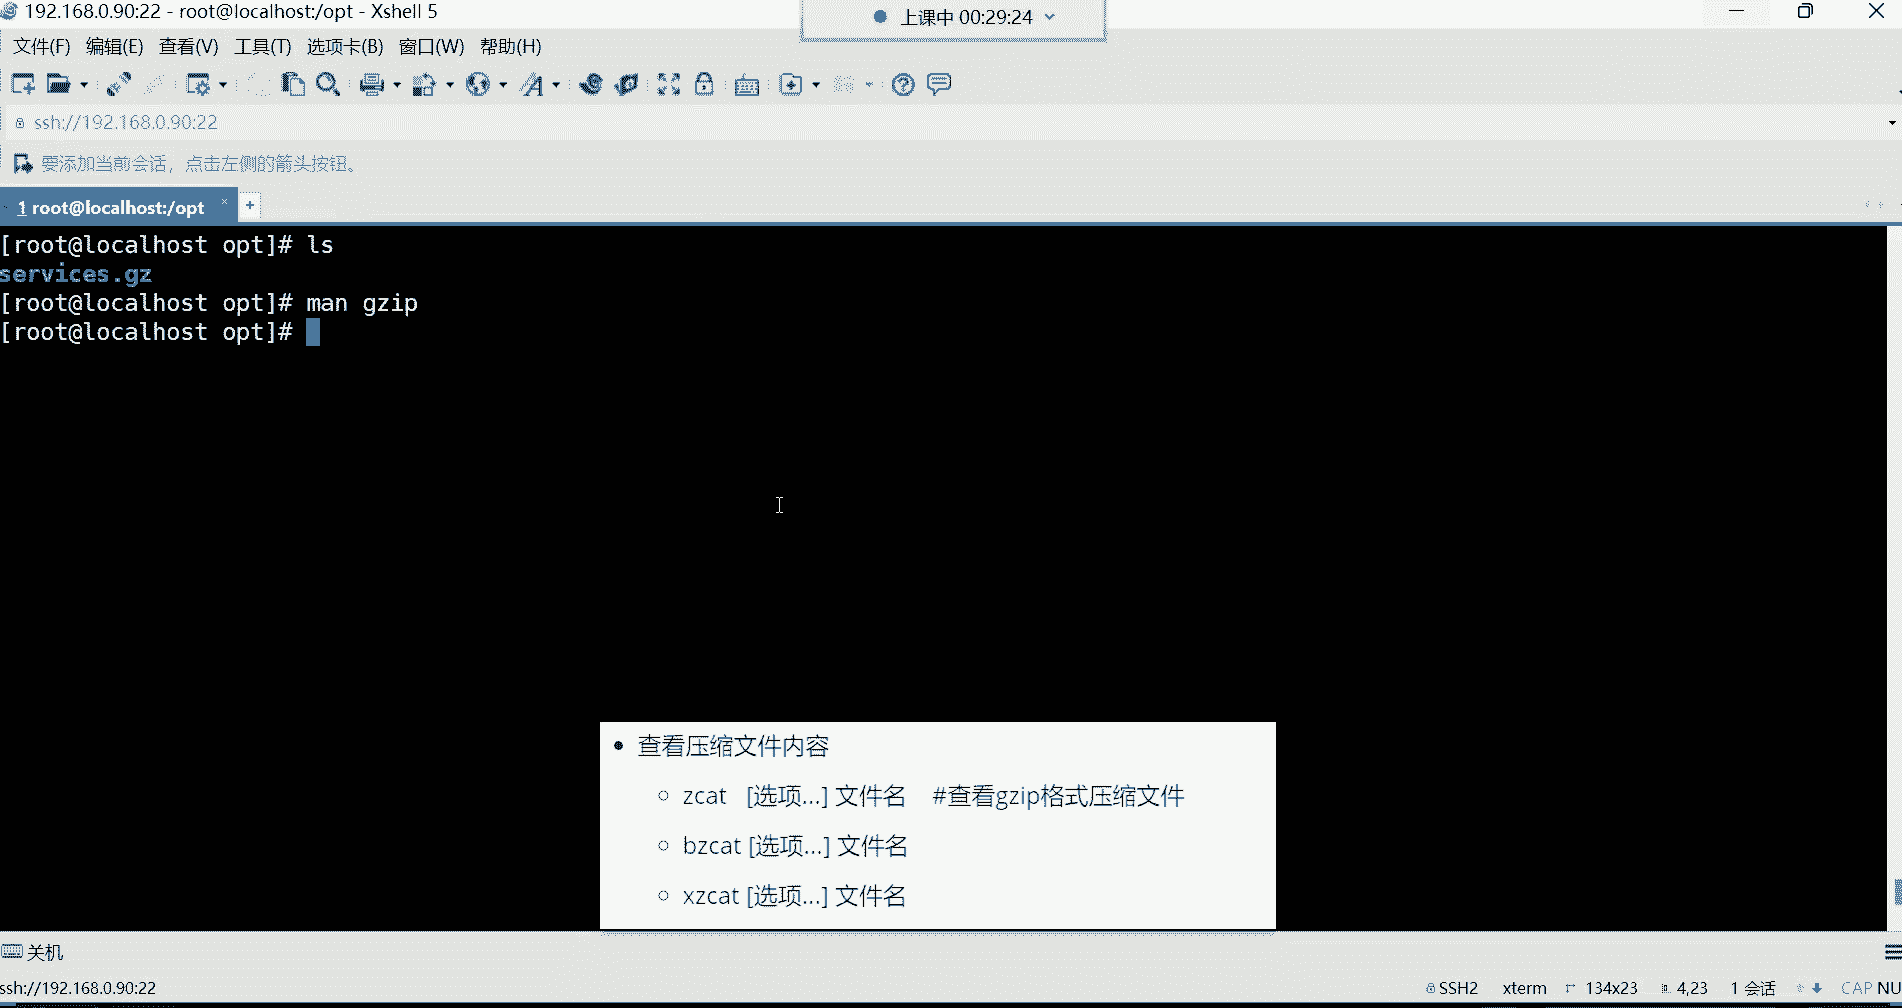 192.168.0.90:22 - root@localhost:/opt - Xshell 5
上课中 00:29:24
文件(F) 编辑(E) 查看(V) 工具(T) 选项卡(B) 窗口(W) 帮助(H)
ssh://192.168.0.90:22
要添加当前会话，点击左侧的箭头按钮。
1 root@localhost:/opt
[root@localhost opt]# ls
services.gz
[root@localhost opt]# man gzip
[root@localhost opt]#
• 查看压缩文件内容
○ zcat [选项...] 文件名 #查看gzip格式压缩文件
○ bzcat [选项...] 文件名
○ xzcat [选项...] 文件名
关机
ssh://192.168.0.90:22 SSH2 xterm 134x23 4,23 1 会话 CAP NU